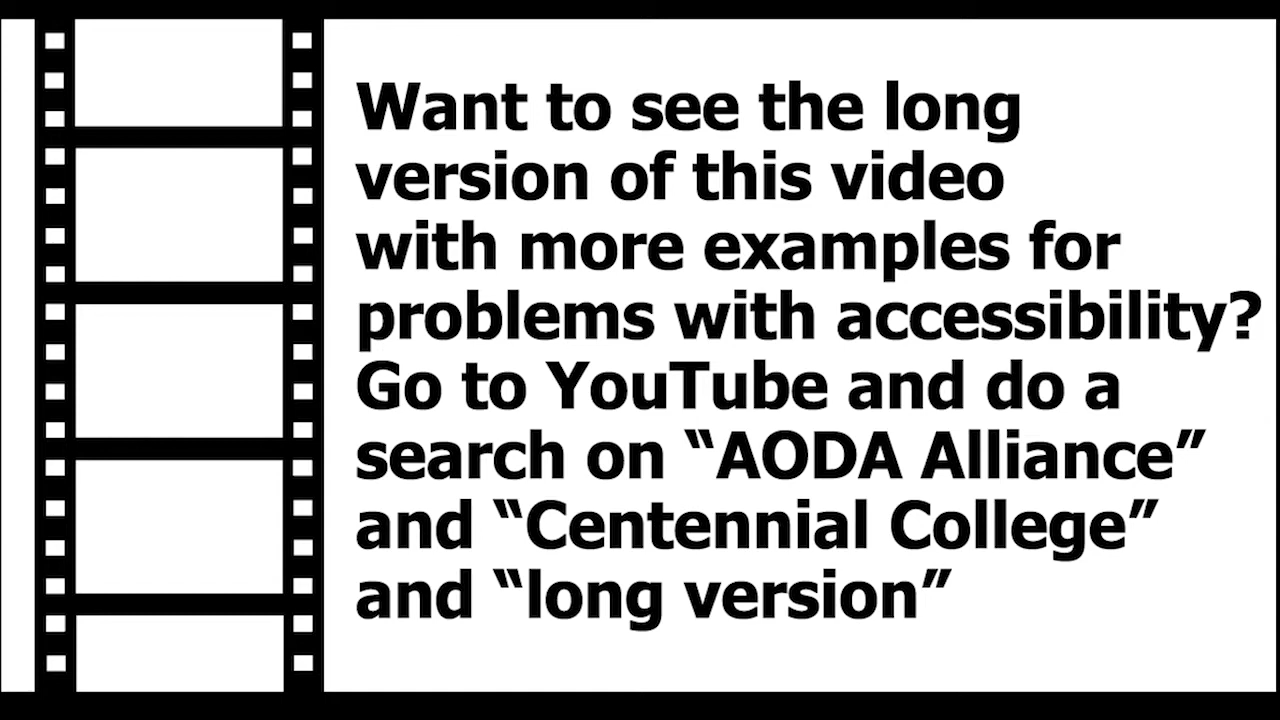 Want to see the long
version of this video
with more examples for
problems with accessibility?
Go to YouTube and do a
search on “AODA Alliance”
and “Centennial College”
and “long version”